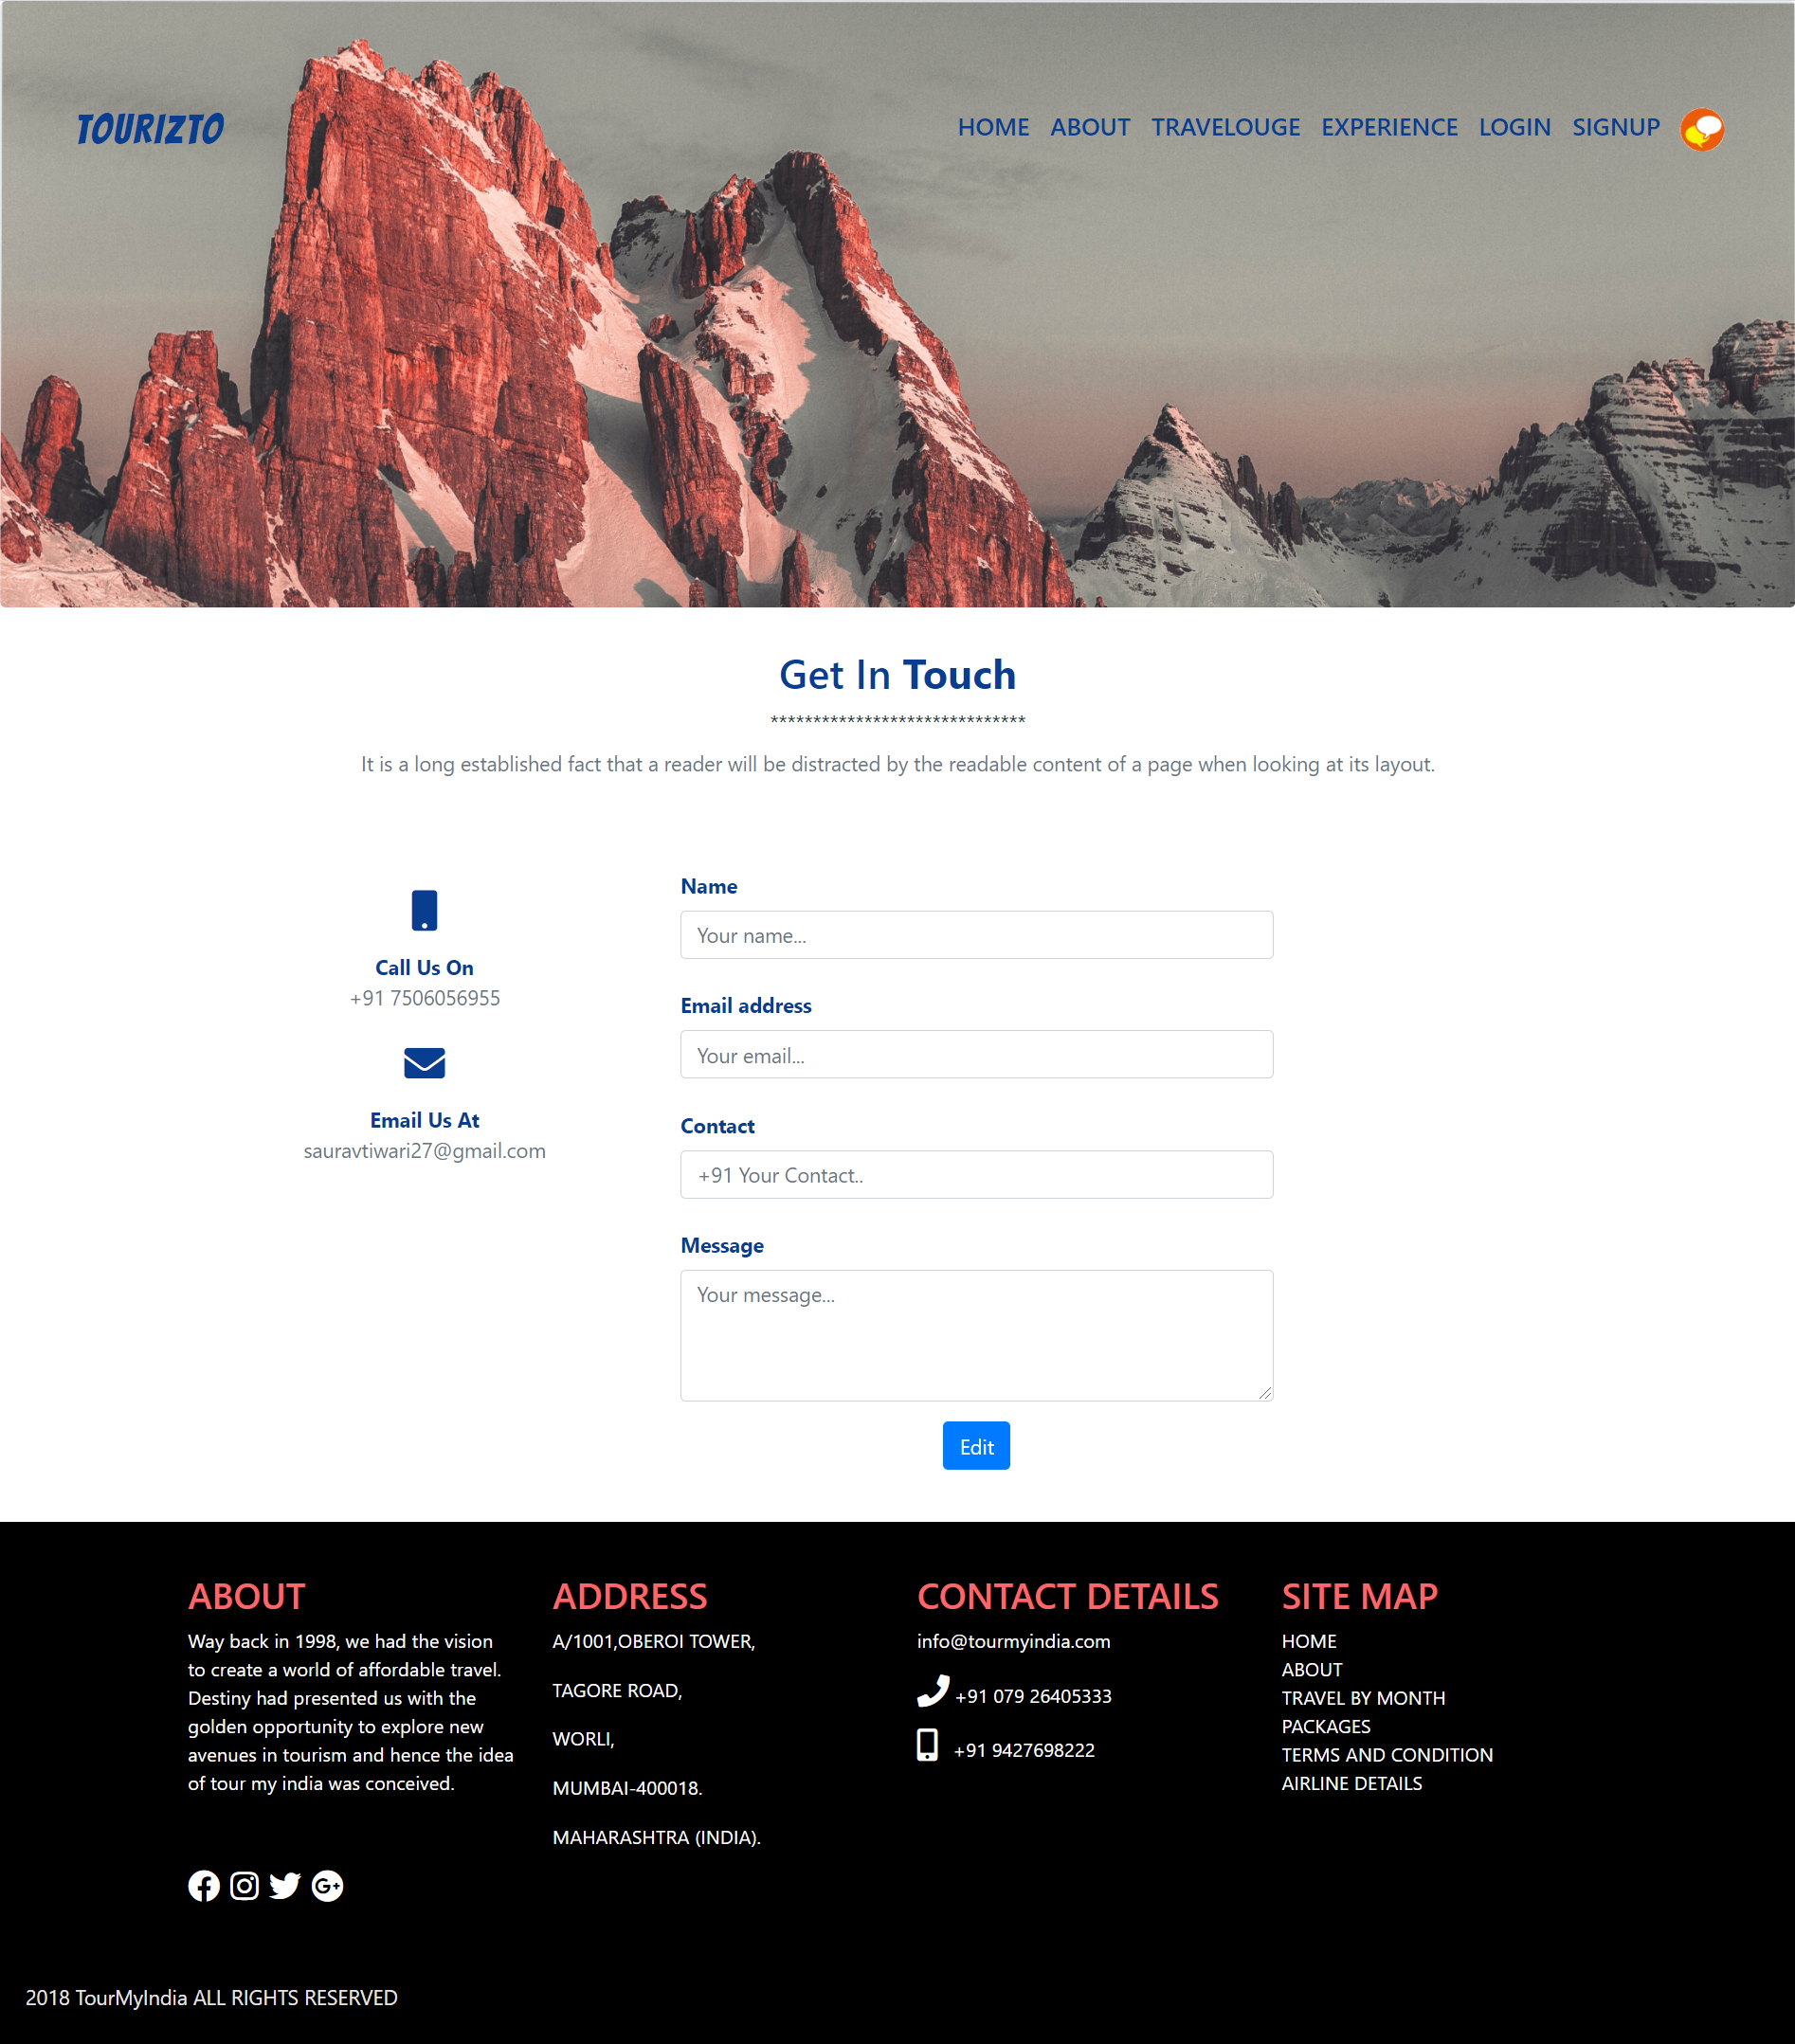 TOURIZTO
HOME ABOUT TRAVELOUGE EXPERIENCE LOGIN SIGNUP
Get In Touch
******************************
It is a long established fact that a reader will be distracted by the readable content of a page when looking at its layout.
Call Us On
+91 7506056955
Email Us At
sauravtiwari27@gmail.com
Name
Your name...
Email address
Your email...
Contact
+91 Your Contact..
Message
Your message...
Edit
ABOUT
Way back in 1998, we had the vision
to create a world of affordable travel.
Destiny had presented us with the
golden opportunity to explore new
avenues in tourism and hence the idea
of tour my india was conceived.
ADDRESS
A/1001,OBEROI TOWER,
TAGORE ROAD,
WORLI,
MUMBAI-400018.
MAHARASHTRA (INDIA).
CONTACT DETAILS
info@tourmyindia.com
+91 079 26405333
+91 9427698222
SITE MAP
HOME
ABOUT
TRAVEL BY MONTH
PACKAGES
TERMS AND CONDITION
AIRLINE DETAILS
2018 TourMyIndia ALL RIGHTS RESERVED